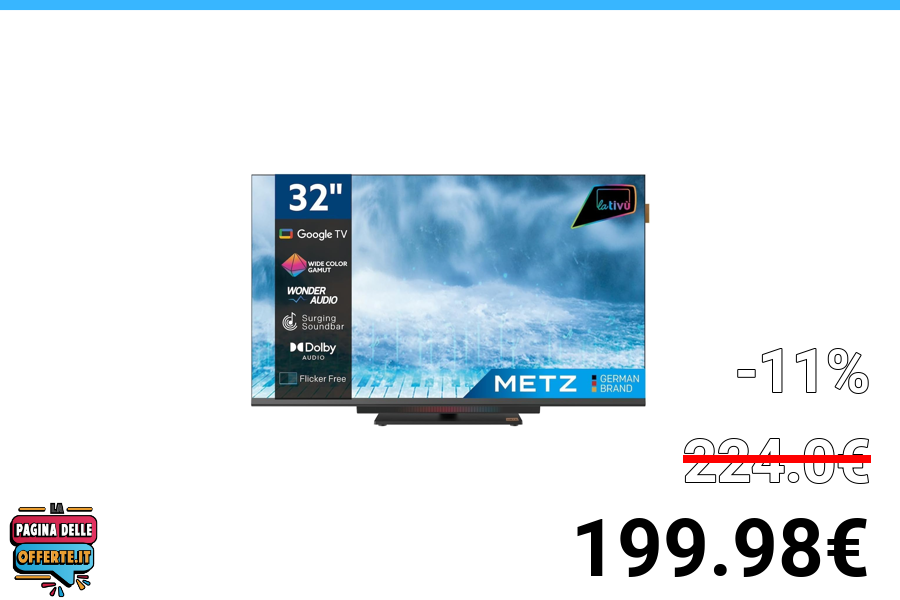 32"
Google TV
WIDE COLOR
GAMUT
WONDER
AUDIO
Surging
Soundbar
Dolby
AUDIO
Flicker Free
lativù
METZ
GERMAN
BRAND
-11%
224.0€
199.98€
LA
PAGINA DELLE
OFFERTE.IT